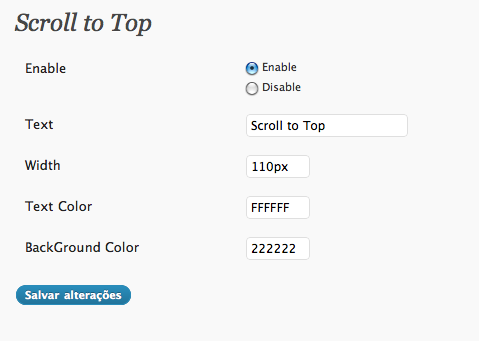 Scroll to Top
Enable Enable
Disable
Text Scroll to Top
Width 110px
Text Color FFFFFF
BackGround Color 222222
Salvar alterações